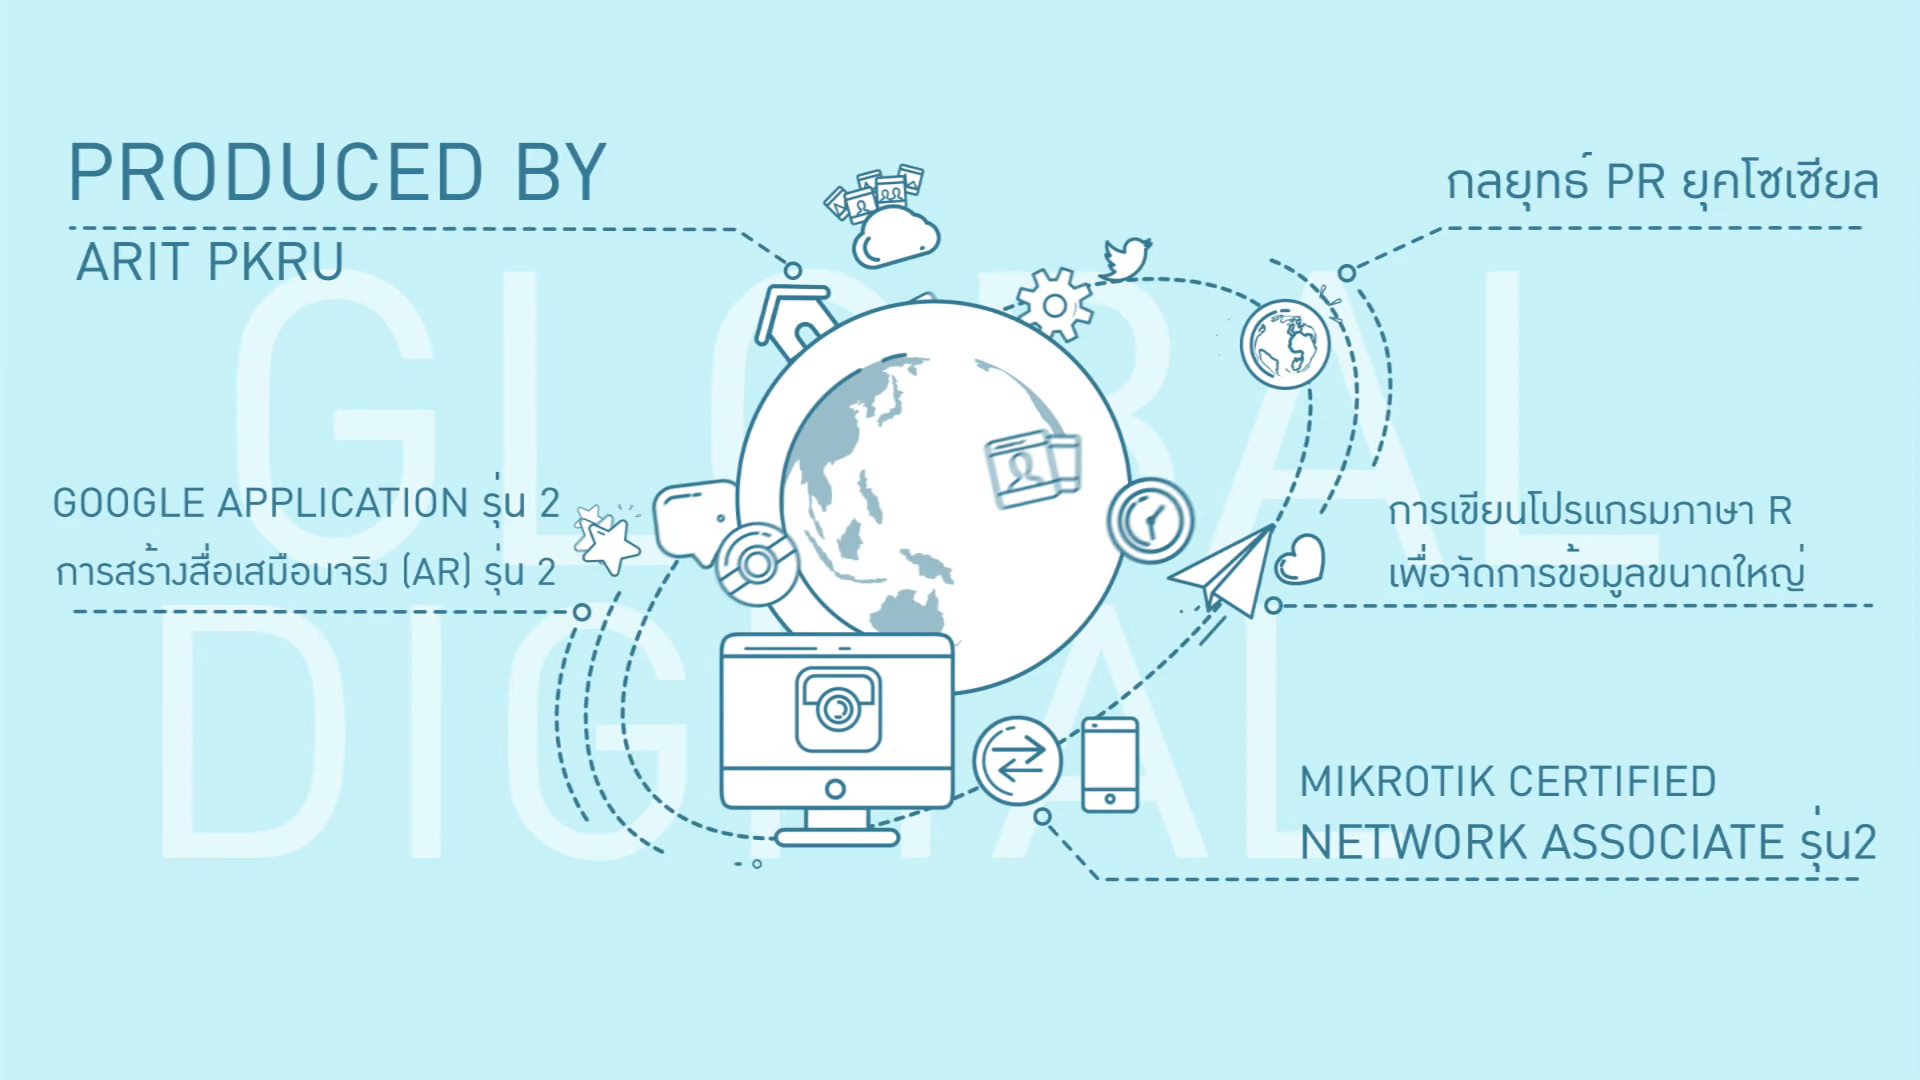 PRODUCED BY
ARIT PKRU
กลยุทธ์ PR ยุคโซเซียล
GLOBAL
GOOGLE APPLICATION รุ่น 2
การสร้างสื่อเสมือนจริง (AR) รุ่น 2
การเขียนโปรแกรมภาษา R
เพื่อจัดการข้อมูลขนาดใหญ่
DIGITAL
MIKROTIK CERTIFIED
NETWORK ASSOCIATE รุ่น2